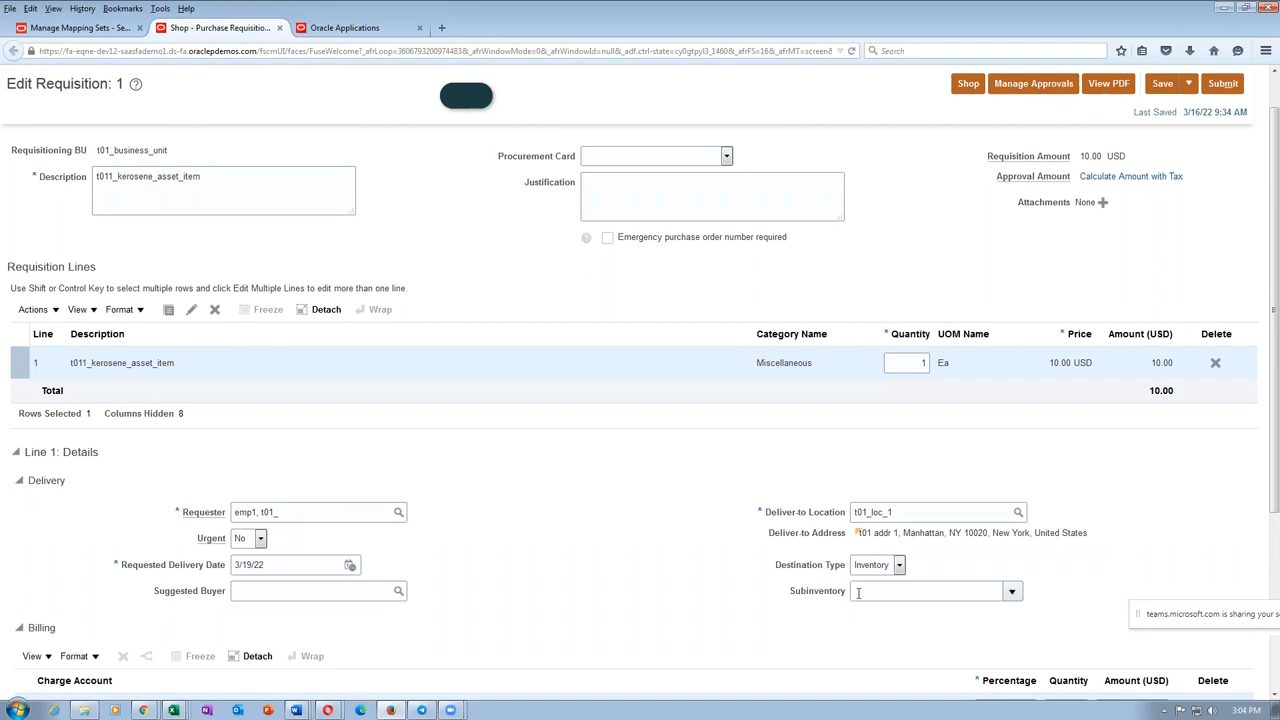 File Edit View History Bookmarks Tools Help
Manage Mapping Sets - Se... × Shop - Purchase Requisitio... × Oracle Applications × +
Search
Edit Requisition: 1 ? Shop Manage Approvals View PDF Save Submit
Last Saved 3/16/22 9:34 AM
Requisitioning BU t01_business_unit Procurement Card Requisition Amount 10.00 USD
* Description t011_kerosene_asset_item Justification Approval Amount Calculate Amount with Tax
Attachments None
Emergency purchase order number required
Requisition Lines
Use Shift or Control Key to select multiple rows and click Edit Multiple Lines to edit more than one line.
Actions View Format Freeze Detach Wrap
Line Description Category Name * Quantity UOM Name * Price Amount (USD) Delete
1 t011_kerosene_asset_item Miscellaneous 1 Ea 10.00 USD 10.00
Total 10.00
Rows Selected 1 Columns Hidden 8
Line 1: Details
Delivery
* Requester emp1, t01_ * Deliver-to Location t01_loc_1
Urgent No Deliver-to Address t01 addr 1, Manhattan, NY 10020, New York, United States
* Requested Delivery Date 3/19/22 Destination Type Inventory
Suggested Buyer Subinventory
teams.microsoft.com is sharing your s
Billing
View Format Freeze Detach Wrap
Charge Account * Percentage Quantity Amount (USD) Delete
3:04 PM